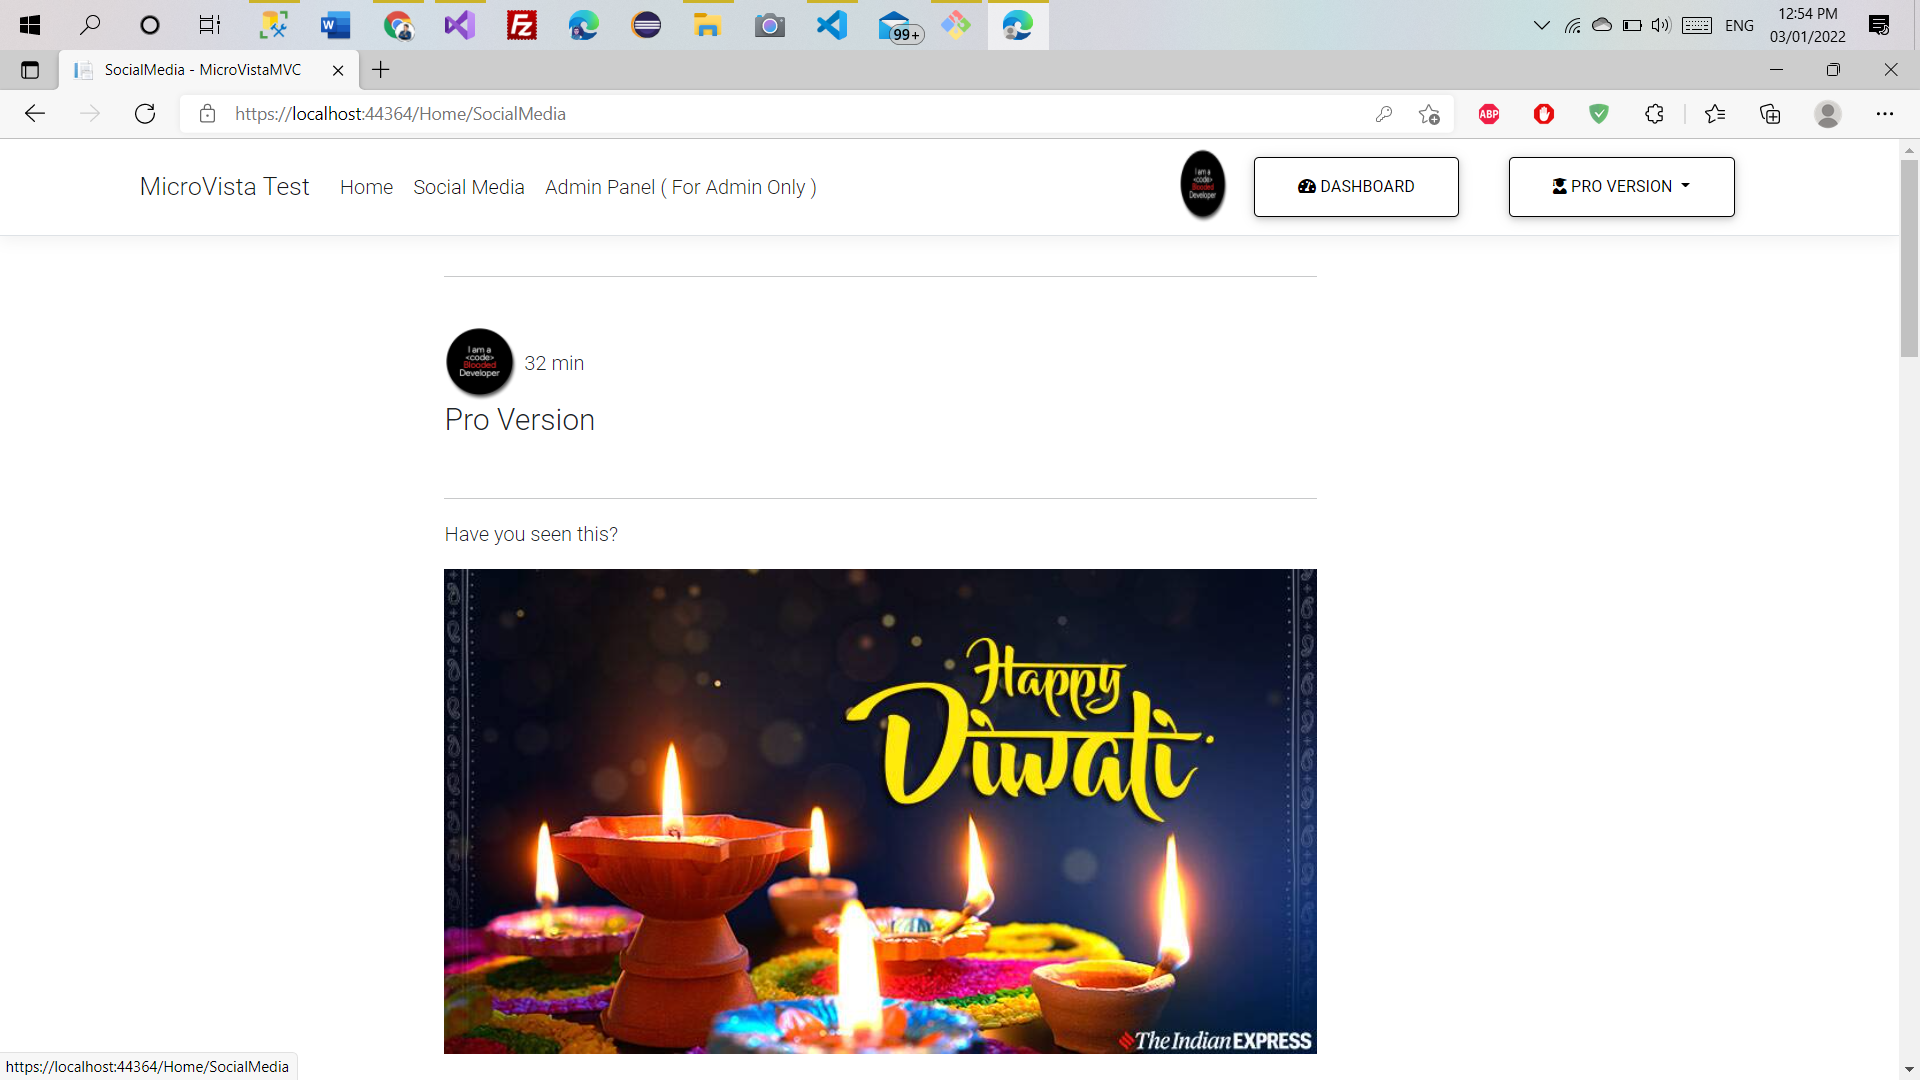 99+
ENG
12:54 PM
03/01/2022
SocialMedia - MicroVistaMVC
https://localhost:44364/Home/SocialMedia
ABP
MicroVista Test
Home
Social Media
Admin Panel ( For Admin Only )
I am a
<code>
Blooded
Developer
DASHBOARD
PRO VERSION
I am a
<code>
Blooded
Developer
32 min
Pro Version
Have you seen this?
Happy
Diwali
The Indian EXPRESS
https://localhost:44364/Home/SocialMedia